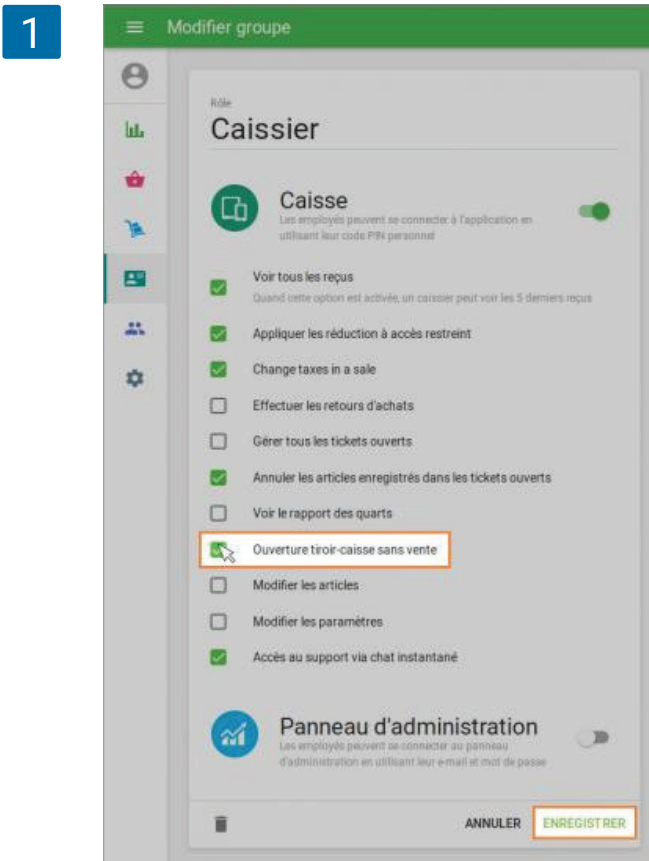 1
Modifier groupe
Rôle
Caissier
Caisse
Les employés peuvent se connecter à l'application en
utilisant leur code PIN personnel
Voir tous les reçus
Quand cette option est activée, un caissier peut voir les 5 derniers reçus
Appliquer les réduction à accès restreint
Change taxes in a sale
Effectuer les retours d'achats
Gérer tous les tickets ouverts
Annuler les articles enregistrés dans les tickets ouverts
Voir le rapport des quarts
Ouverture tiroir-caisse sans vente
Modifier les articles
Modifier les paramètres
Accès au support via chat instantané
Panneau d'administration
Les employés peuvent se connecter au panneau
d'administration en utilisant leur e-mail et mot de passe
ANNULER ENREGISTRER